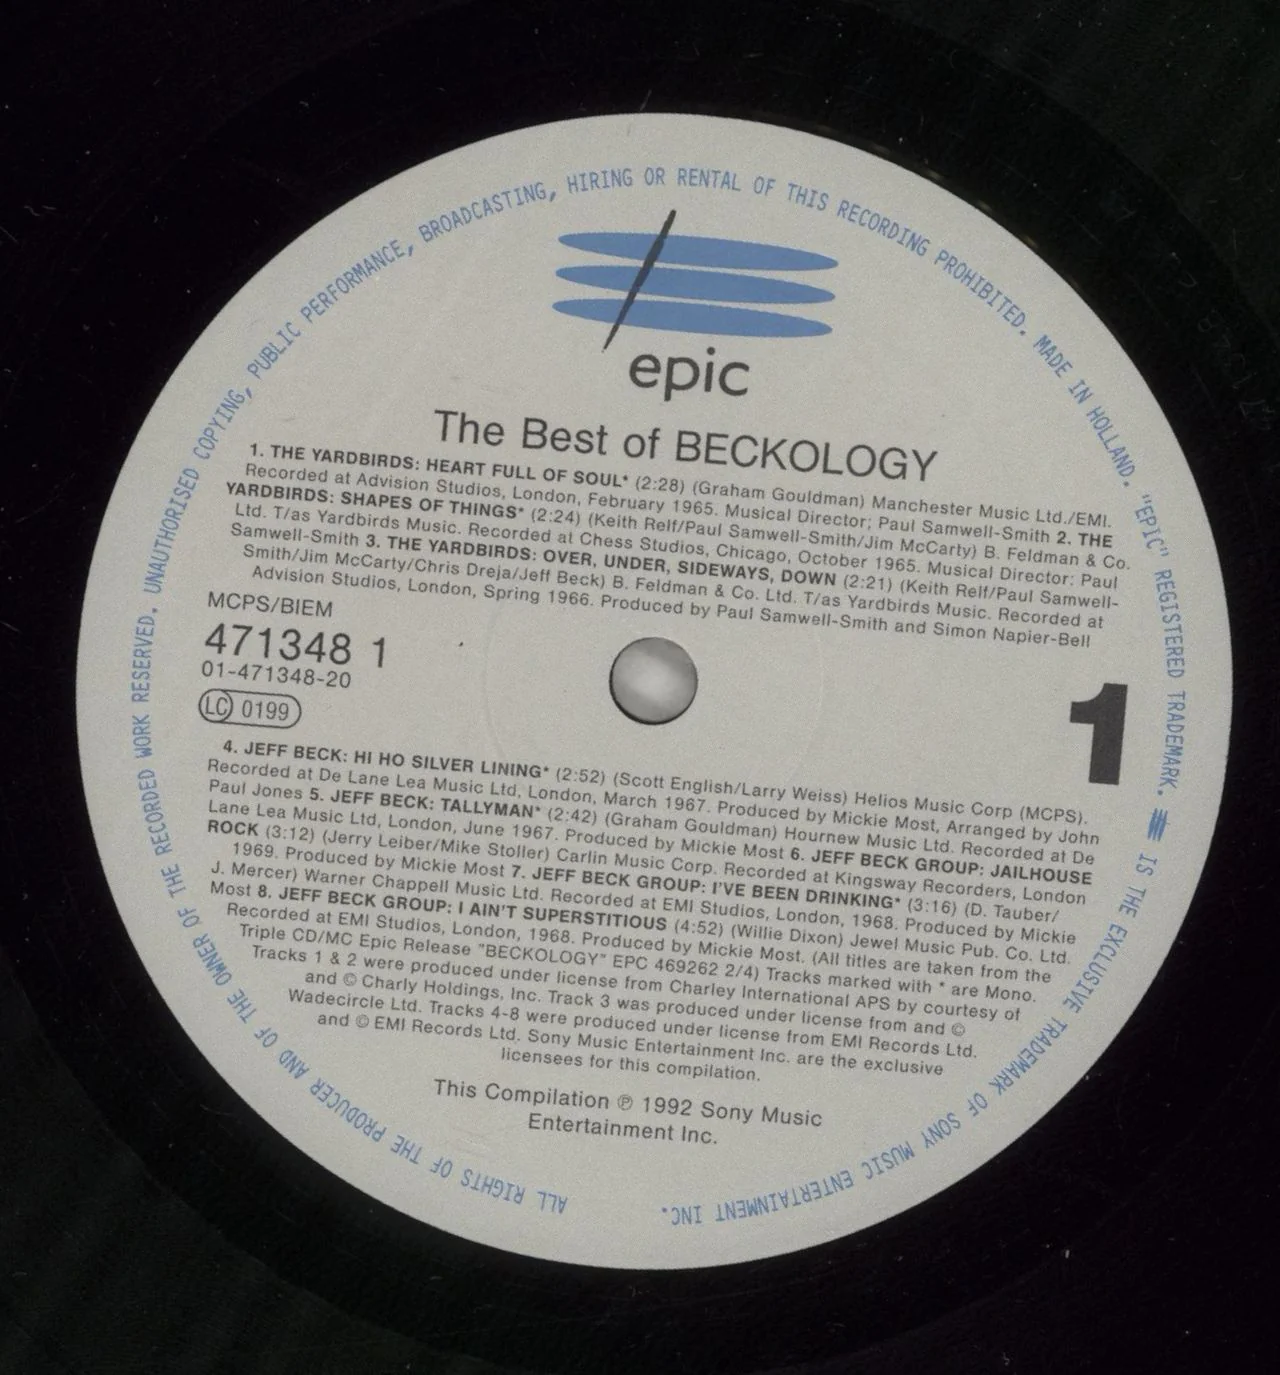 UNAUTHORISED COPYING, PUBLIC PERFORMANCE, BROADCASTING, HIRING OR RENTAL OF THIS RECORDING PROHIBITED. MADE IN HOLLAND. "EPIC" REGISTERED TRADEMARK. IS THE EXCLUSIVE TRADEMARK OF SONY MUSIC ENTERTAINMENT INC.
epic
The Best of BECKOLOGY
1. THE YARDBIRDS: HEART FULL OF SOUL* (2:28) (Graham Gouldman) Manchester Music Ltd./EMI.
Recorded at Advision Studios, London, February 1965. Musical Director; Paul Samwell-Smith 2. THE
YARDBIRDS: SHAPES OF THINGS* (2:24) (Keith Relf/Paul Samwell-Smith/Jim McCarty) B. Feldman & Co.
Ltd. T/as Yardbirds Music. Recorded at Chess Studios, Chicago, October 1965. Musical Director: Paul
Samwell-Smith 3. THE YARDBIRDS: OVER, UNDER, SIDEWAYS, DOWN (2:21) (Keith Relf/Paul Samwell-
Smith/Jim McCarty/Chris Dreja/Jeff Beck) B. Feldman & Co. Ltd. T/as Yardbirds Music. Recorded at
Advision Studios, London, Spring 1966. Produced by Paul Samwell-Smith and Simon Napier-Bell
MCPS/BIEM
471348 1
01-471348-20
LC 0199
1
4. JEFF BECK: HI HO SILVER LINING* (2:52) (Scott English/Larry Weiss) Helios Music Corp (MCPS).
Recorded at De Lane Lea Music Ltd, London, March 1967. Produced by Mickie Most, Arranged by John
Paul Jones 5. JEFF BECK: TALLYMAN* (2:42) (Graham Gouldman) Hournew Music Ltd. Recorded at De
Lane Lea Music Ltd, London, June 1967. Produced by Mickie Most 6. JEFF BECK GROUP: JAILHOUSE
ROCK (3:12) (Jerry Leiber/Mike Stoller) Carlin Music Corp. Recorded at Kingsway Recorders, London
1969. Produced by Mickie Most 7. JEFF BECK GROUP: I'VE BEEN DRINKING* (3:16) (D. Tauber/
J. Mercer) Warner Chappell Music Ltd. Recorded at EMI Studios, London, 1968. Produced by Mickie
Most 8. JEFF BECK GROUP: I AIN'T SUPERSTITIOUS (4:52) (Willie Dixon) Jewel Music Pub. Co. Ltd.
Recorded at EMI Studios, London, 1968. Produced by Mickie Most. (All titles are taken from the
Triple CD/MC Epic Release "BECKOLOGY" EPC 469262 2/4) Tracks marked with * are Mono.
Tracks 1 & 2 were produced under license from Charley International APS by courtesy of
and © Charly Holdings, Inc. Track 3 was produced under license from and ©
Wadecircle Ltd. Tracks 4-8 were produced under license from EMI Records Ltd.
and © EMI Records Ltd. Sony Music Entertainment Inc. are the exclusive
licensees for this compilation.
This Compilation ℗ 1992 Sony Music
Entertainment Inc.
ALL RIGHTS OF THE PRODUCER AND OF THE OWNER OF THE RECORDED WORK RESERVED.